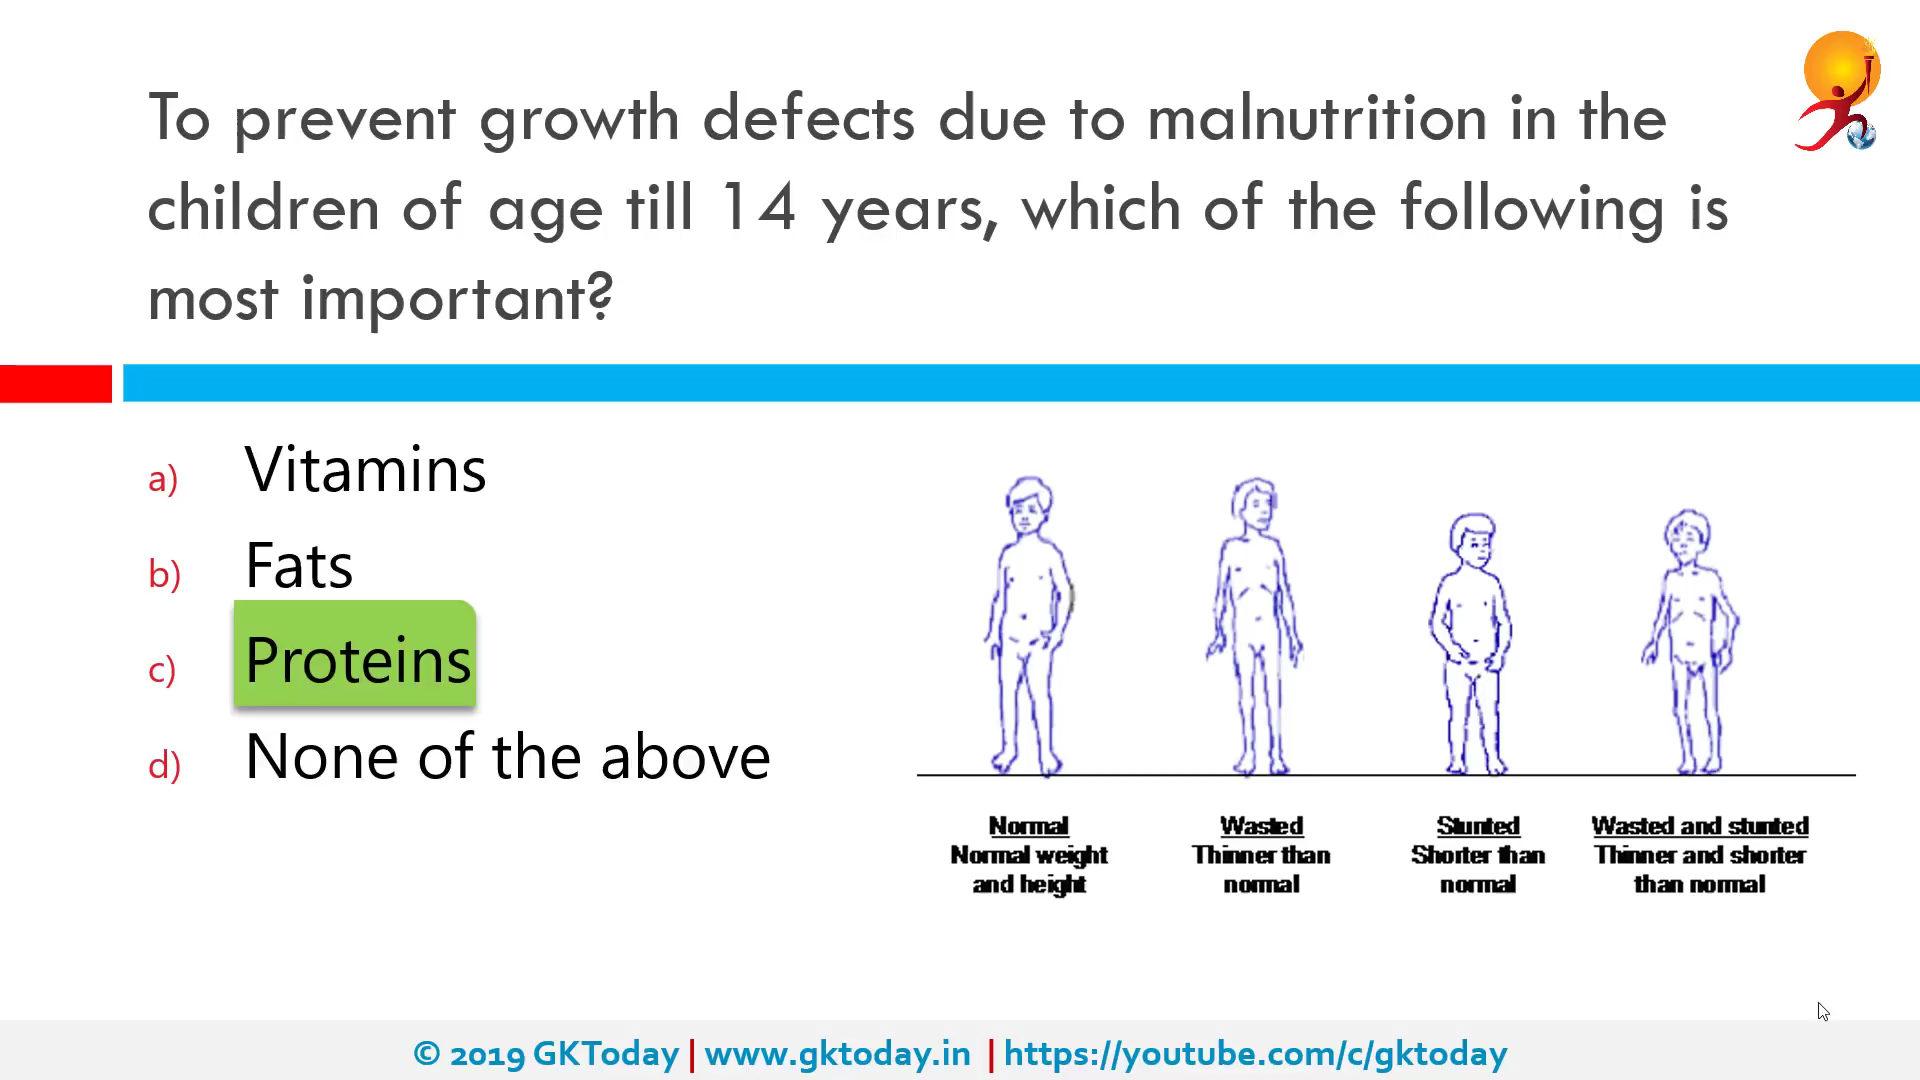 To prevent growth defects due to malnutrition in the
children of age till 14 years, which of the following is
most important?
a) Vitamins
b) Fats
c) Proteins
d) None of the above
Normal
Normal weight
and height
Wasted
Thinner than
normal
Stunted
Shorter than
normal
Wasted and stunted
Thinner and shorter
than normal
© 2019 GKToday | www.gktoday.in | https://youtube.com/c/gktoday